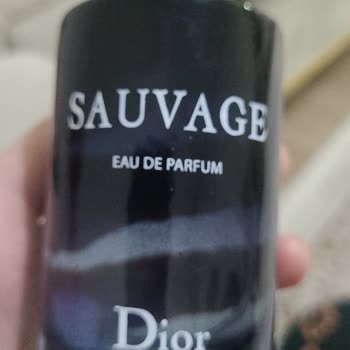 SAUVAGE
EAU DE PARFUM
Dior